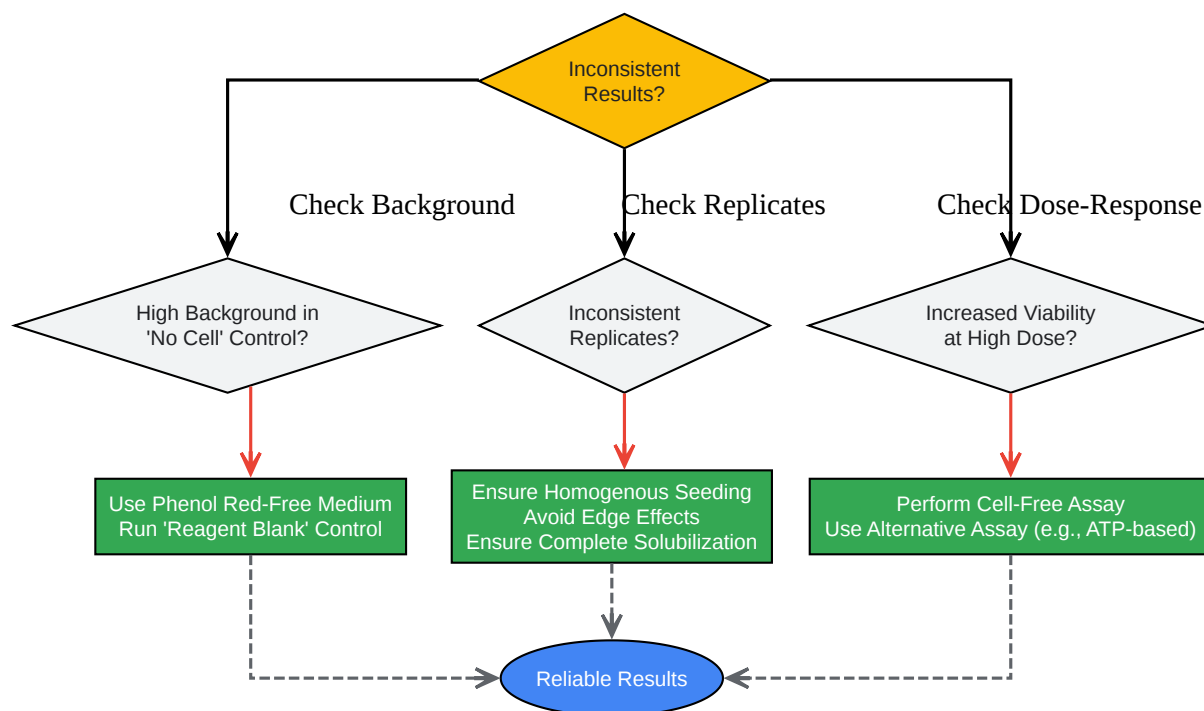 Inconsistent
Results?
Check Background
Check Replicates
Check Dose-Response
High Background in
'No Cell' Control?
Inconsistent
Replicates?
Increased Viability
at High Dose?
Use Phenol Red-Free Medium
Run 'Reagent Blank' Control
Ensure Homogenous Seeding
Avoid Edge Effects
Ensure Complete Solubilization
Perform Cell-Free Assay
Use Alternative Assay (e.g., ATP-based)
Reliable Results